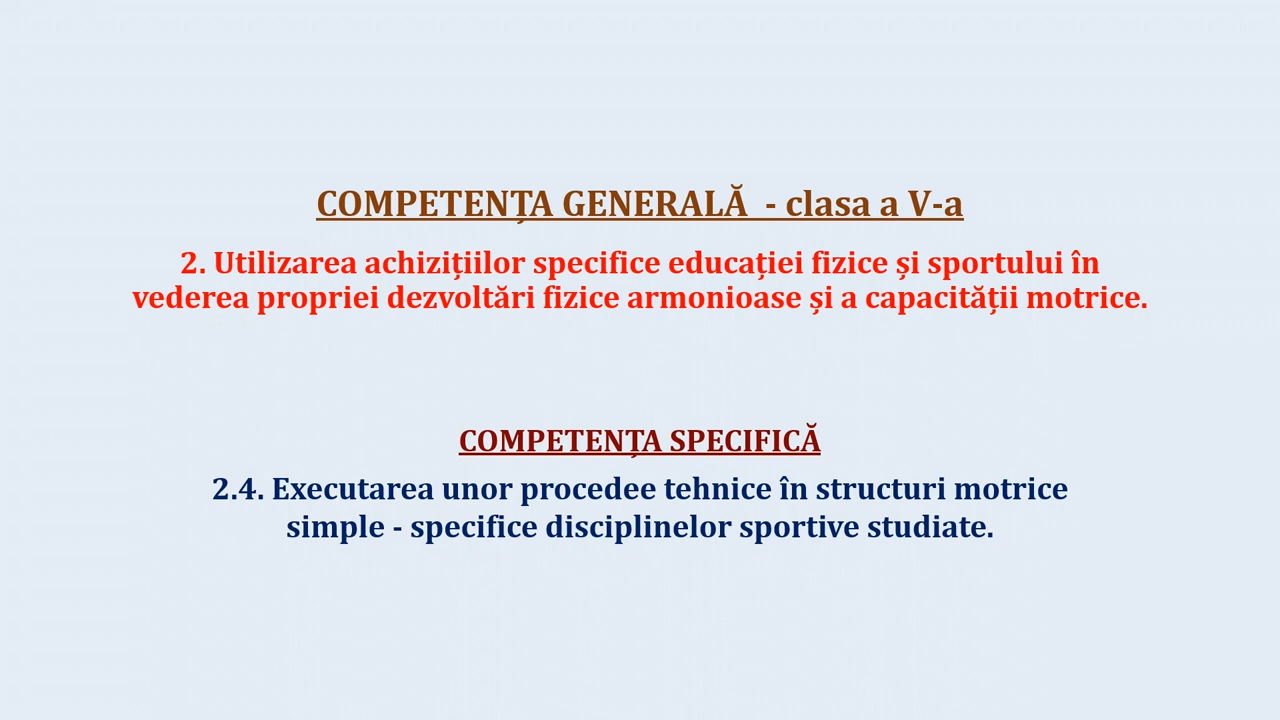 COMPETENȚA GENERALĂ - clasa a V-a
2. Utilizarea achizițiilor specifice educației fizice și sportului în
vederea propriei dezvoltări fizice armonioase și a capacității motrice.
COMPETENȚA SPECIFICĂ
2.4. Executarea unor procedee tehnice în structuri motrice
simple - specifice disciplinelor sportive studiate.